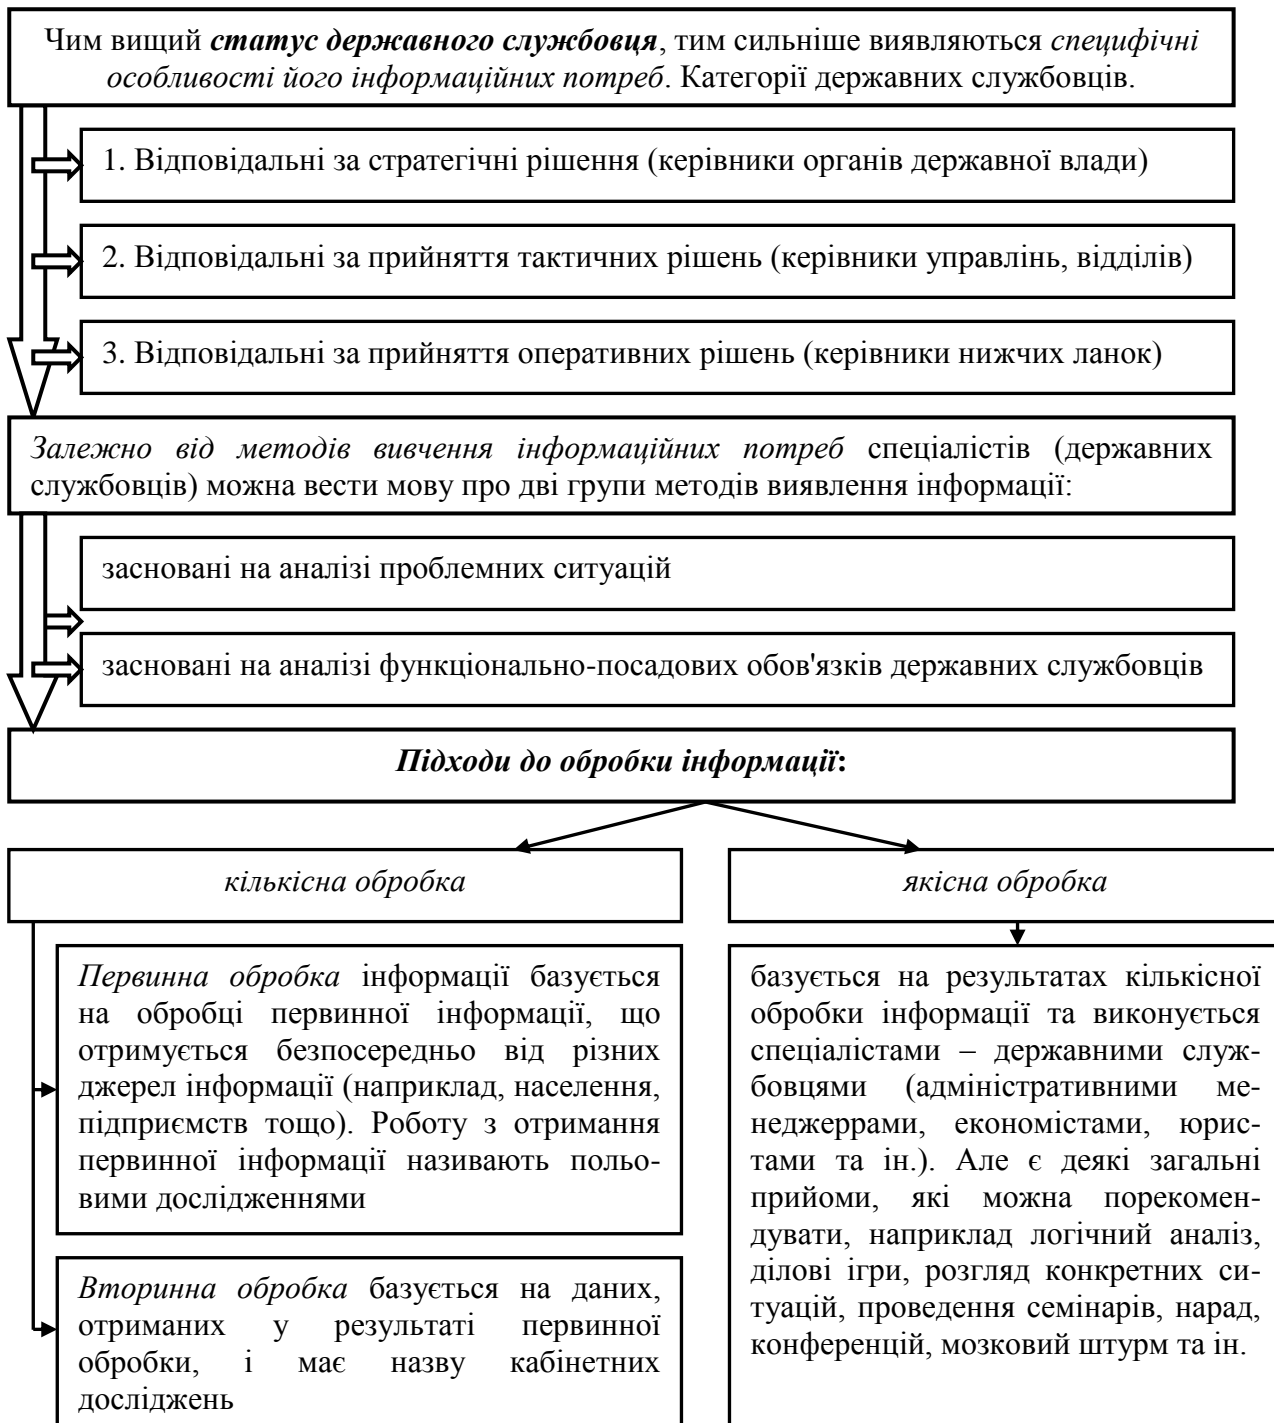 Чим вищий статус державного службовця, тим сильніше виявляються специфічні
особливості його інформаційних потреб. Категорії державних службовців.
1. Відповідальні за стратегічні рішення (керівники органів державної влади)
2. Відповідальні за прийняття тактичних рішень (керівники управлінь, відділів)
3. Відповідальні за прийняття оперативних рішень (керівники нижчих ланок)
Залежно від методів вивчення інформаційних потреб спеціалістів (державних
службовців) можна вести мову про дві групи методів виявлення інформації:
засновані на аналізі проблемних ситуацій
засновані на аналізі функціонально-посадових обов'язків державних службовців
Підходи до обробки інформації:
кількісна обробка
Первинна обробка інформації базується
на обробці первинної інформації, що
отримується безпосередньо від різних
джерел інформації (наприклад, населення,
підприємств тощо). Роботу з отримання
первинної інформації називають польо-
вими дослідженнями
Вторинна обробка базується на даних,
отриманих у результаті первинної
обробки, і має назву кабінетних
досліджень
якісна обробка
базується на результатах кількісної
обробки інформації та виконується
спеціалістами – державними служ-
бовцями (адміністративними ме-
неджеррами, економістами, юрис-
тами та ін.). Але є деякі загальні
прийоми, які можна порекомен-
дувати, наприклад логічний аналіз,
ділові ігри, розгляд конкретних си-
туацій, проведення семінарів, нарад,
конференцій, мозковий штурм та ін.